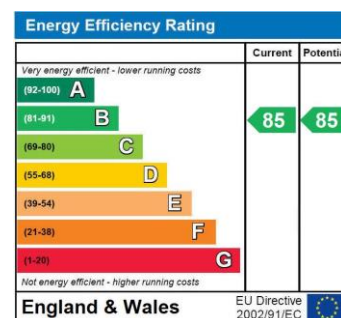 Energy Efficiency Rating
Current Potentia
Very energy efficient - lower running costs
(92-100) A
(81-91) B 85 85
(69-80) C
(55-68) D
(39-54) E
(21-38) F
(1-20) G
Not energy efficient - higher running costs
England & Wales
EU Directive
2002/91/EC